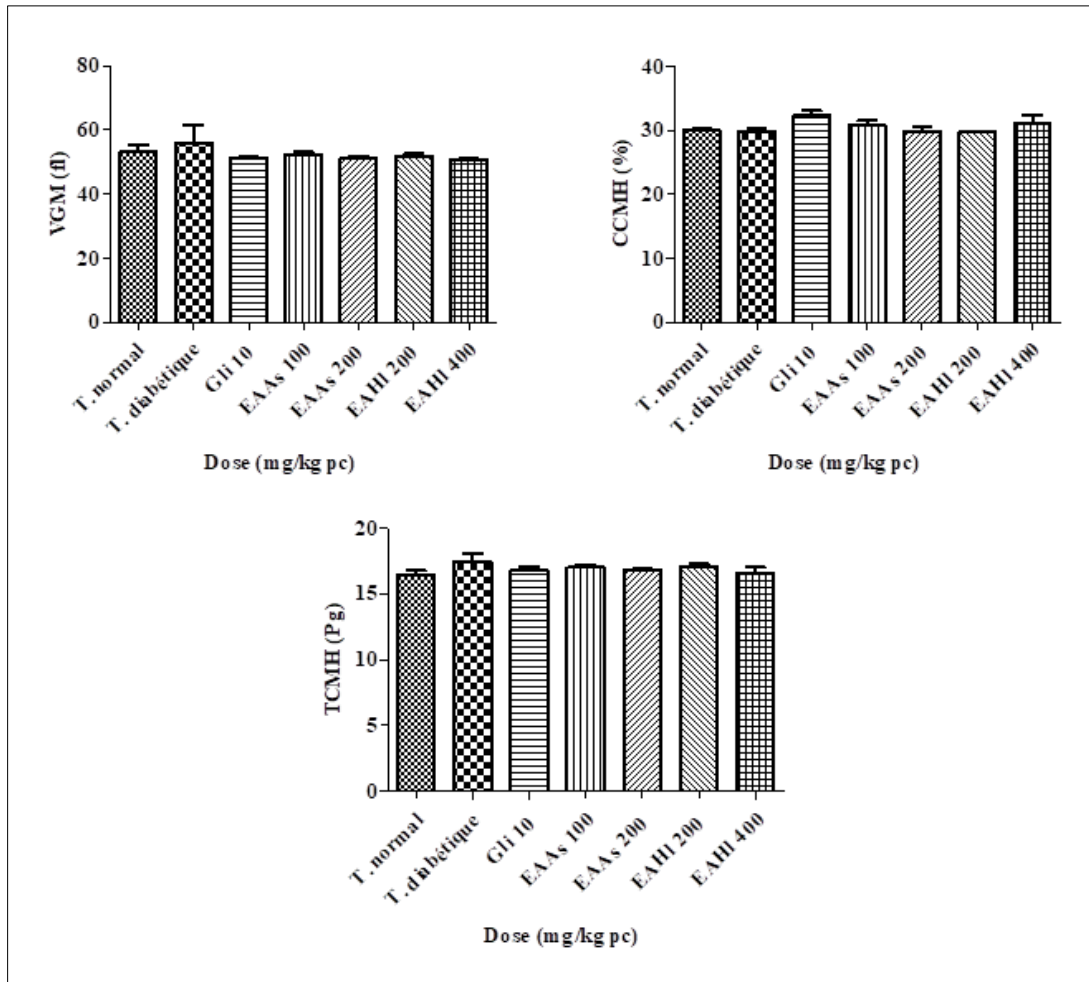 80
60
40
20
0
VGM (fl)
T. normal
T. diabétique
Gli 10
EAAs 100
EAAs 200
EAHl 200
EAHl 400
Dose (mg/kg pc)
40
30
20
10
0
CCMH (%)
T. normal
T. diabétique
Gli 10
EAAs 100
EAAs 200
EAHl 200
EAHl 400
Dose (mg/kg pc)
20
15
10
5
0
TCMH (Pg)
T. normal
T. diabétique
Gli 10
EAAs 100
EAAs 200
EAHl 200
EAHl 400
Dose (mg/kg pc)